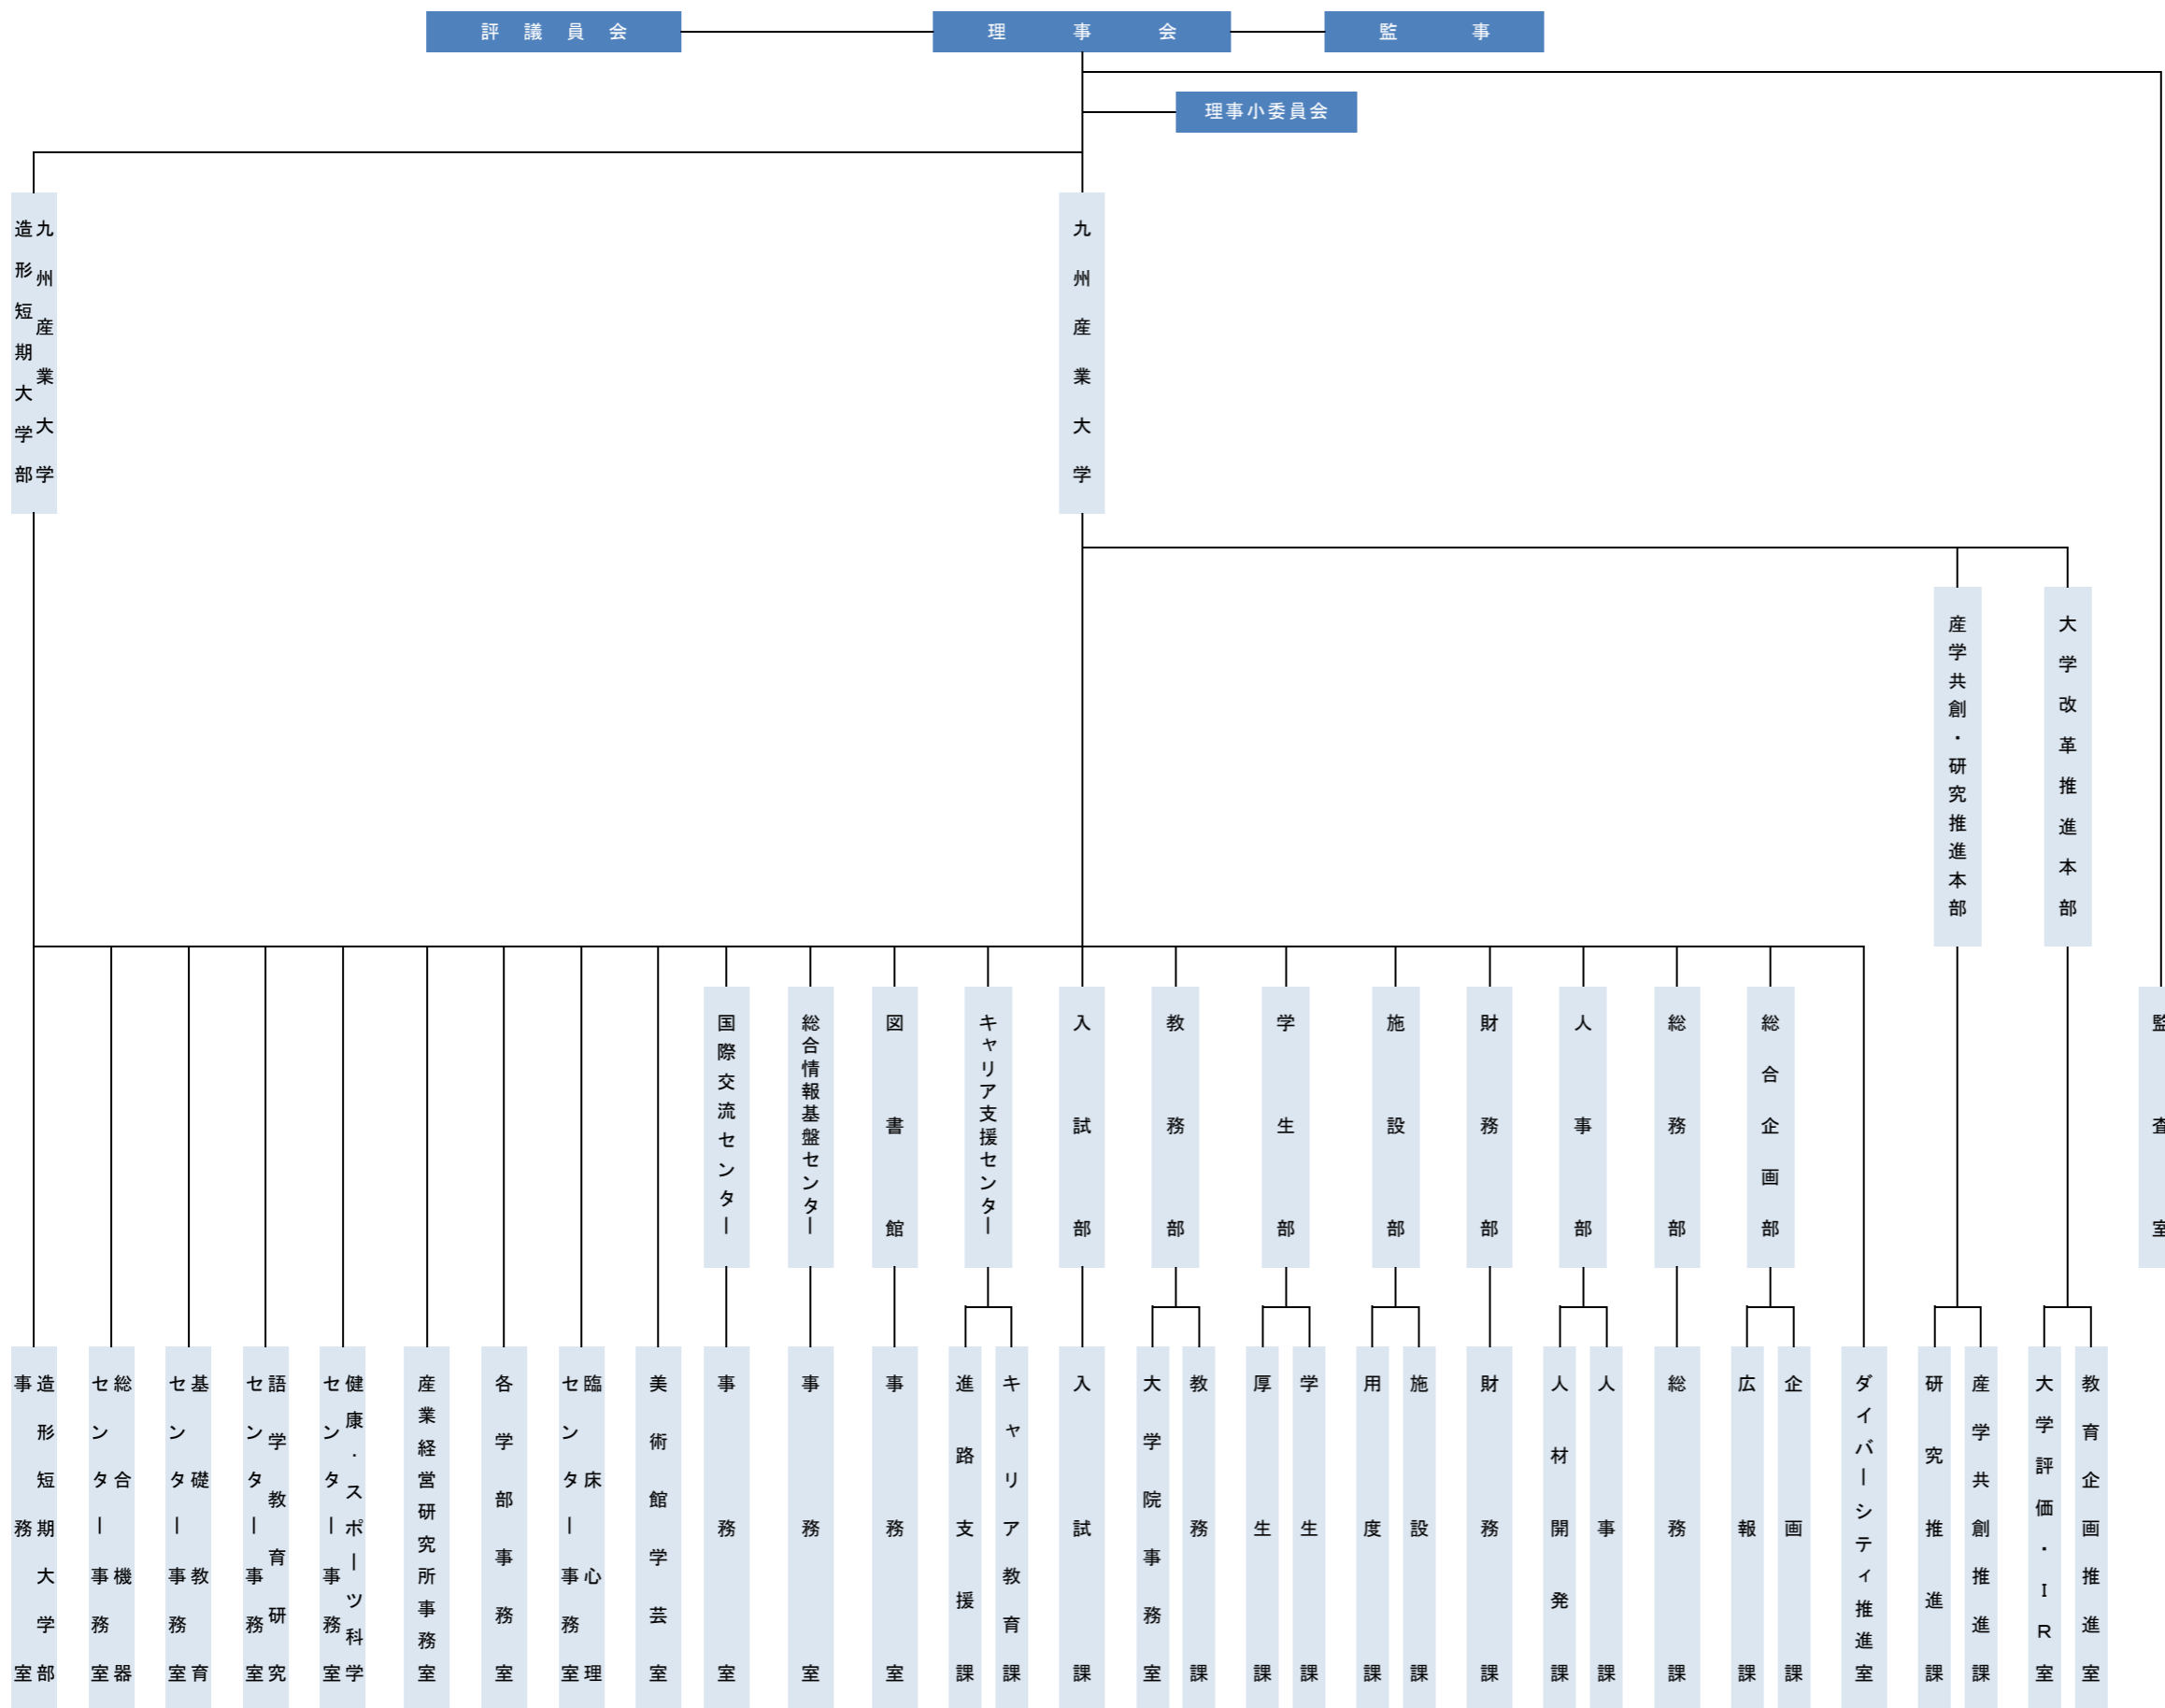 評議員会
理事会
監事
理事小委員会
九州産業大学
造形短期大学部
九州産業大学
産学共創・研究推進本部
大学改革推進本部
国際交流センター
総合情報基盤センター
図書館
キャリア支援センター
入試部
教務部
学生部
施設部
財務部
人事部
総務部
総合企画部
監査室
造形短期大学部
事務室
総合機器
センター事務室
基礎教育
センター事務室
語学教育研究
センター事務室
健康・スポーツ科学
センター事務室
産業経営研究所事務室
各学部事務室
臨床心理
センター事務室
美術館学芸室
事務室
事務室
事務室
進路支援課
キャリア教育課
入試課
大学院事務室
教務課
厚生課
学生課
用度課
施設課
財務課
人材開発課
人事課
総務課
広報課
企画課
ダイバーシティ推進室
研究推進課
産学共創推進課
大学評価・IR室
教育企画推進室